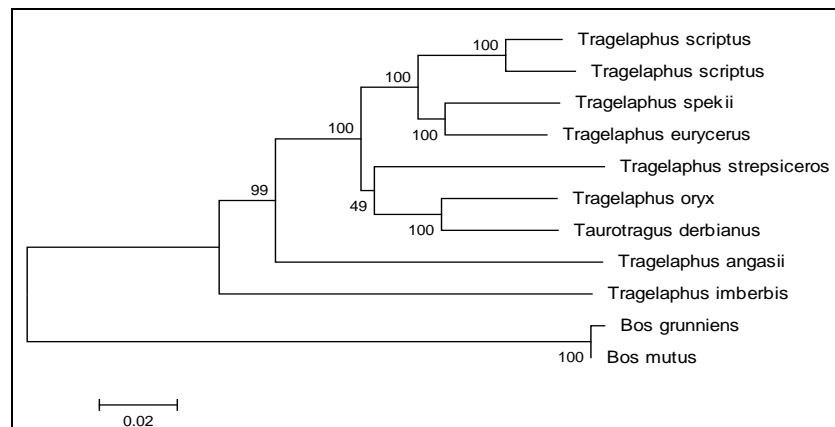 100 Tragelaphus scriptus
Tragelaphus scriptus
100
Tragelaphus spekii
100 Tragelaphus eurycerus
100
Tragelaphus strepsiceros
99
Tragelaphus oryx
49
100 Taurotragus derbianus
Tragelaphus angasii
Tragelaphus imberbis
Bos grunniens
100 Bos mutus
0.02